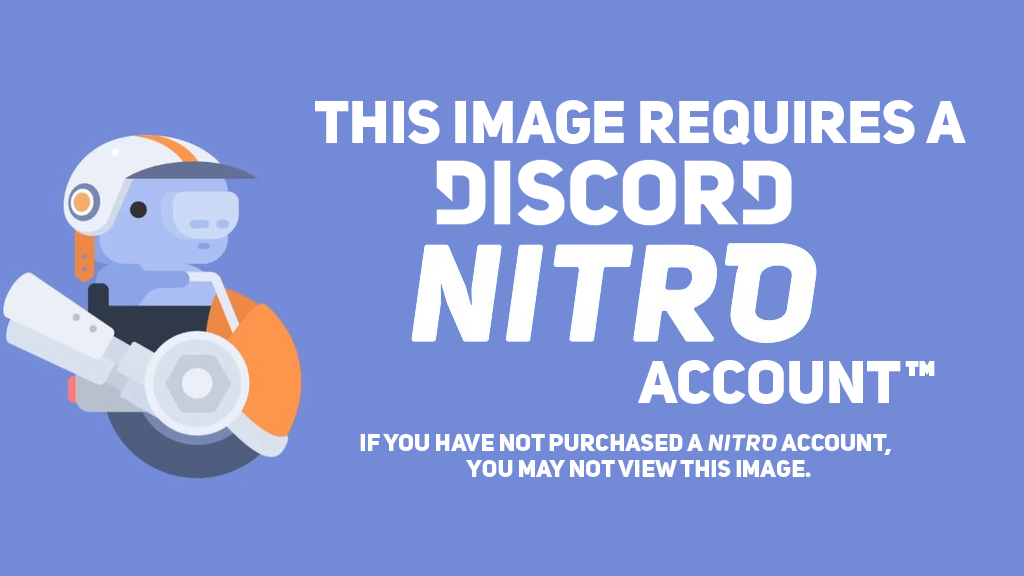 THIS IMAGE REQUIRES A
DISCORD
NITRO
ACCOUNT™
IF YOU HAVE NOT PURCHASED A NITRO ACCOUNT,
YOU MAY NOT VIEW THIS IMAGE.